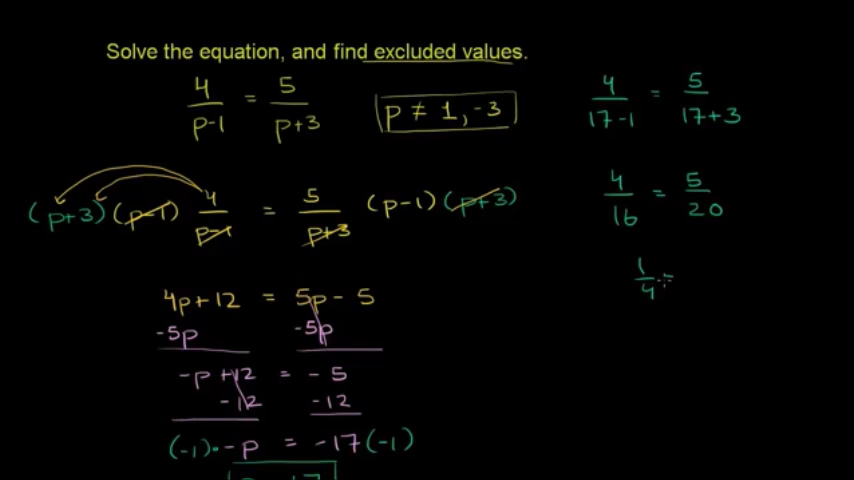 Solve the equation, and find excluded values.
4/(p-1) = 5/(p+3)
p ≠ 1, -3
(p+3)(p-1) 4/(p-1) = 5/(p+3) (p-1)(p+3)
4p+12 = 5p - 5
-5p -5p
-p +12 = -5
-12 -12
(-1)·-p = -17(-1)
4/(17-1) = 5/(17+3)
4/16 = 5/20
1/4 =